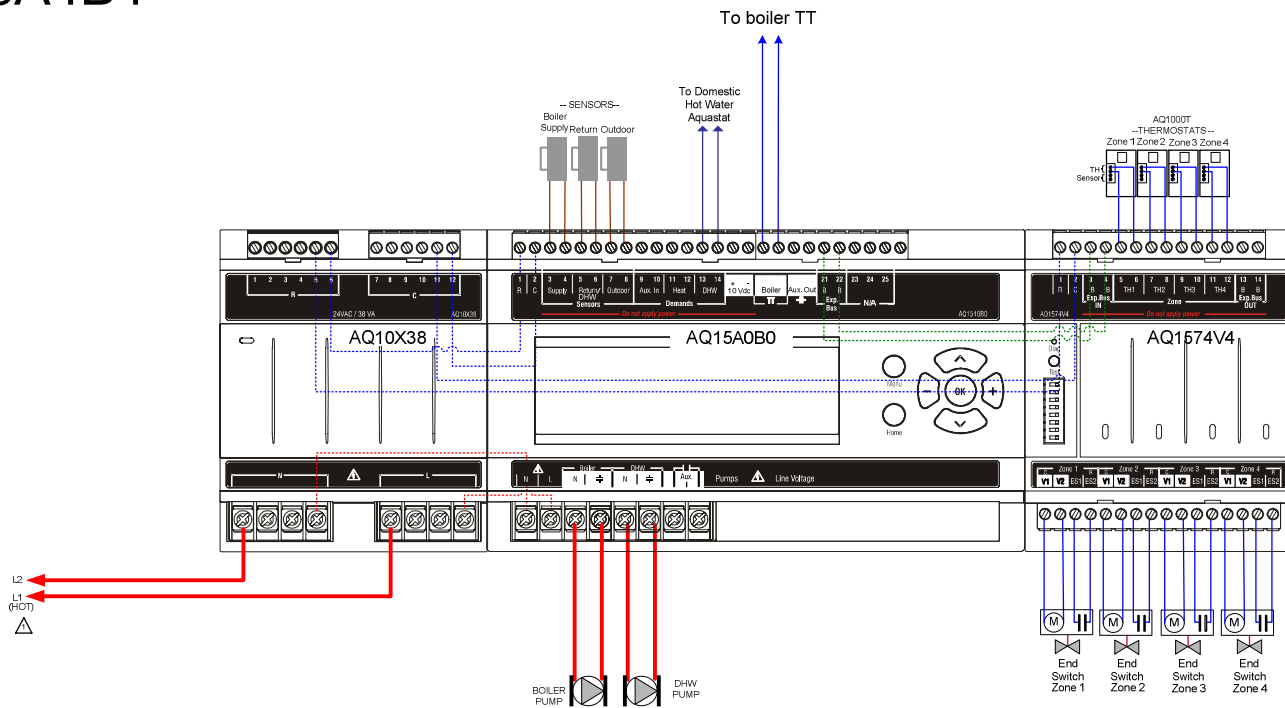 To boiler TT
To Domestic
Hot Water
Aquastat
-- SENSORS--
Boiler
Supply Return Outdoor
AQ1000T
--THERMOSTATS --
Zone 1 Zone 2 Zone 3 Zone 4
TH{
Sensor{
1 2 3 4 5 6
R
7 8 9 10 11 12
C
24VAC / 38 VA
AQ10X38
1 2 3 4 5 6 7 8 9 10 11 12 13 14 + - 21 22 23 24 25
R C Supply Return/ DHW Outdoor Aux. In Heat DHW 10 Vdc Boiler Aux. Out B B N/A
Sensors Demands TT Exp. Bus
Do not apply power
AQ1510B0
1 2 3 4 5 6 7 8 9 10 11 12 13 14
R C B B TH1 TH2 TH3 TH4 B B
Exp.Bus IN Zone Exp.Bus OUT
AQ1574V4
Do not apply power
AQ10X38
AQ15A0B0
AQ1574V4
Menu
Home
OK
Test
N
L
N L
Boiler DHW
N N Aux.
Pumps
Line Voltage
Zone 1 Zone 2 Zone 3 Zone 4
C R C R C R C R
V1 V2 ES1 ES2 V1 V2 ES1 ES2 V1 V2 ES1 ES2 V1 V2 ES1 ES2
L2
L1
(HOT)
1
BOILER
PUMP
DHW
PUMP
M M M M
End
Switch
Zone 1
End
Switch
Zone 2
End
Switch
Zone 3
End
Switch
Zone 4